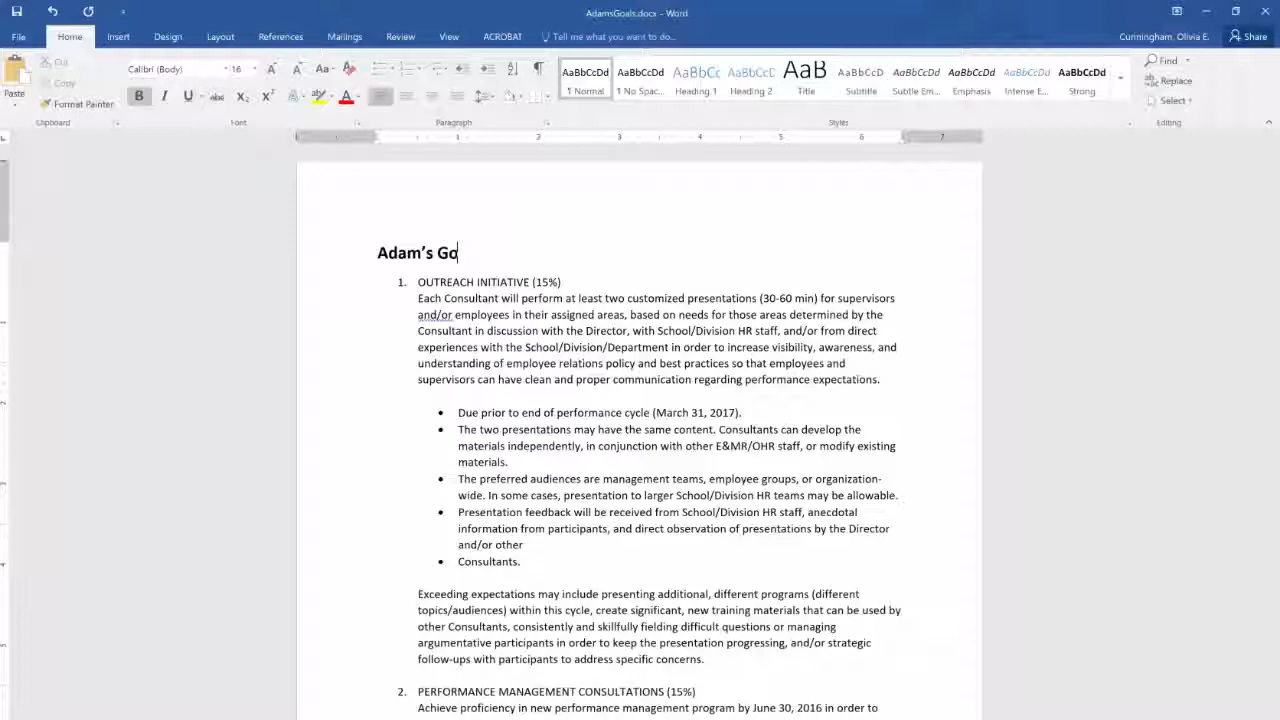 AdamsGoals.docx - Word
File Home Insert Design Layout References Mailings Review View ACROBAT Tell me what you want to do... Cunningham, Olivia E. Share
Paste
Cut
Copy
Format Painter
Calibri (Body) 16
AaBbCcDd AaBbCcDd AaBbCc AaBbCcD AaB AaBbCcD AaBbCcDd AaBbCcDd AaBbCcDd AaBbCcDd
¶ Normal ¶ No Spac... Heading 1 Heading 2 Title Subtitle Subtle Em... Emphasis Intense E... Strong
Find
Replace
Select
Clipboard Font Paragraph Styles Editing
1 2 3 4 5 6 7
Adam’s Go
1. OUTREACH INITIATIVE (15%)
Each Consultant will perform at least two customized presentations (30-60 min) for supervisors
and/or employees in their assigned areas, based on needs for those areas determined by the
Consultant in discussion with the Director, with School/Division HR staff, and/or from direct
experiences with the School/Division/Department in order to increase visibility, awareness, and
understanding of employee relations policy and best practices so that employees and
supervisors can have clean and proper communication regarding performance expectations.
• Due prior to end of performance cycle (March 31, 2017).
• The two presentations may have the same content. Consultants can develop the
materials independently, in conjunction with other E&MR/OHR staff, or modify existing
materials.
• The preferred audiences are management teams, employee groups, or organization-
wide. In some cases, presentation to larger School/Division HR teams may be allowable.
• Presentation feedback will be received from School/Division HR staff, anecdotal
information from participants, and direct observation of presentations by the Director
and/or other
• Consultants.
Exceeding expectations may include presenting additional, different programs (different
topics/audiences) within this cycle, create significant, new training materials that can be used by
other Consultants, consistently and skillfully fielding difficult questions or managing
argumentative participants in order to keep the presentation progressing, and/or strategic
follow-ups with participants to address specific concerns.
2. PERFORMANCE MANAGEMENT CONSULTATIONS (15%)
Achieve proficiency in new performance management program by June 30, 2016 in order to